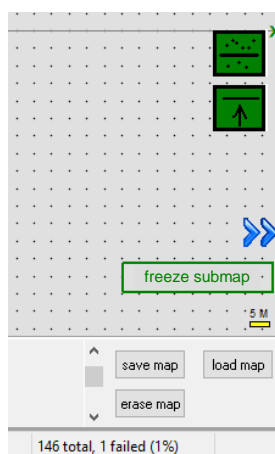 freeze submap
5 M
save map
load map
erase map
146 total, 1 failed (1%)